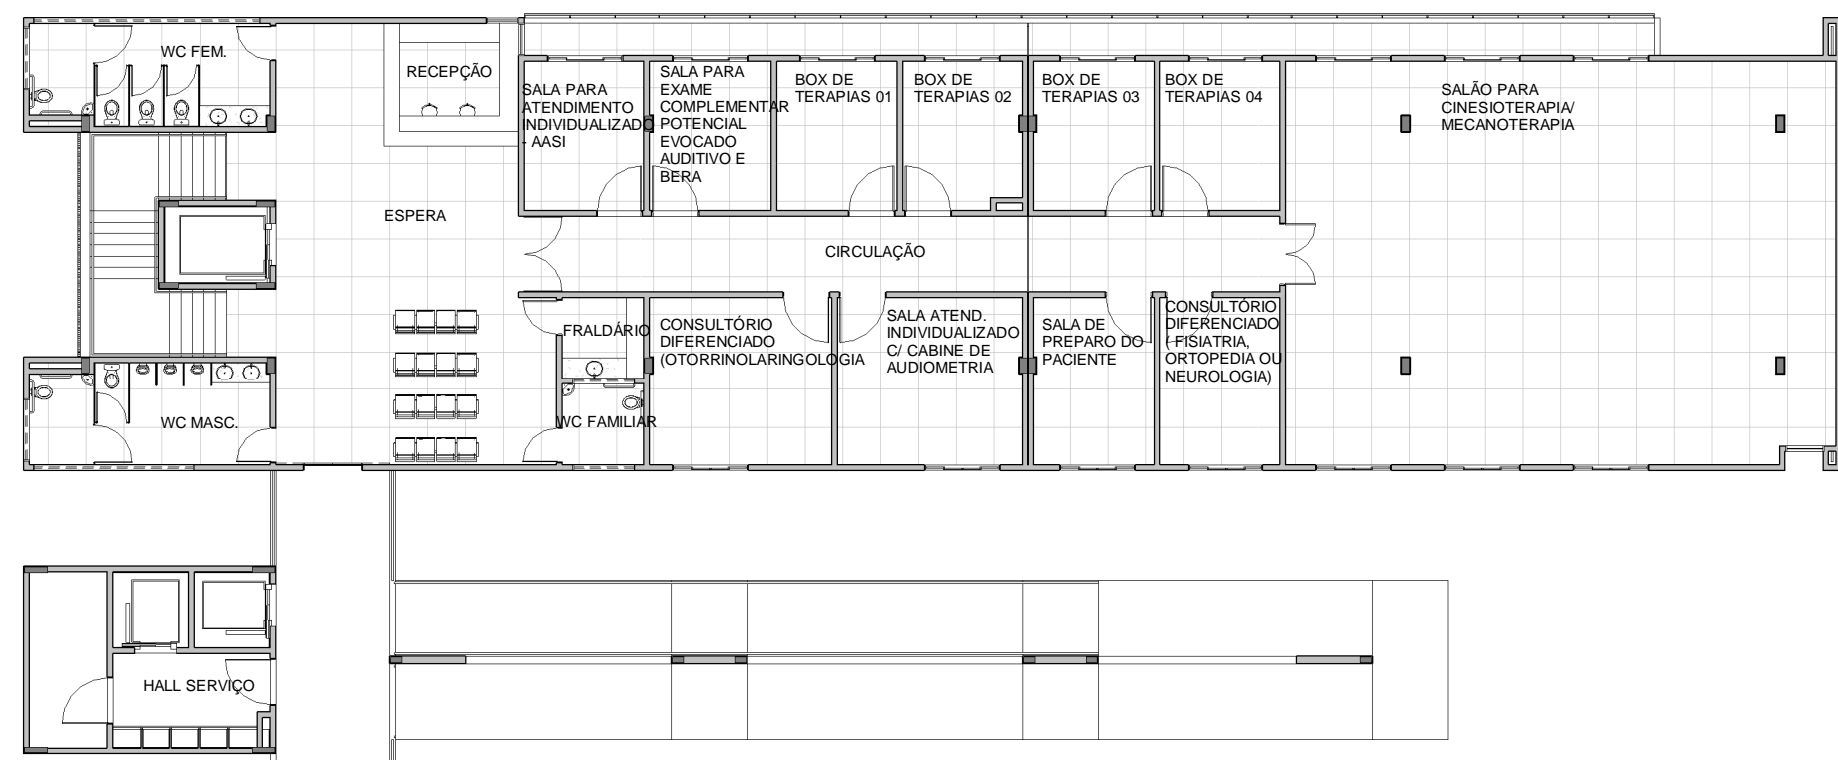 WC FEM.
RECEPÇÃO
SALA PARA
ATENDIMENTO
INDIVIDUALIZADO
- AASI
SALA PARA
EXAME
COMPLEMENTAR
POTENCIAL
EVOCADO
AUDITIVO E
BERA
BOX DE
TERAPIAS 01
BOX DE
TERAPIAS 02
BOX DE
TERAPIAS 03
BOX DE
TERAPIAS 04
SALÃO PARA
CINESIOTERAPIA/
MECANOTERAPIA
ESPERA
CIRCULAÇÃO
FRALDÁRIO
CONSULTÓRIO
DIFERENCIADO
(OTORRINOLARINGOLOGIA
SALA ATEND.
INDIVIDUALIZADO
C/ CABINE DE
AUDIOMETRIA
SALA DE
PREPARO DO
PACIENTE
CONSULTÓRIO
DIFERENCIADO
( FISIATRIA,
ORTOPEDIA OU
NEUROLOGIA)
WC MASC.
WC FAMILIAR
HALL SERVIÇO